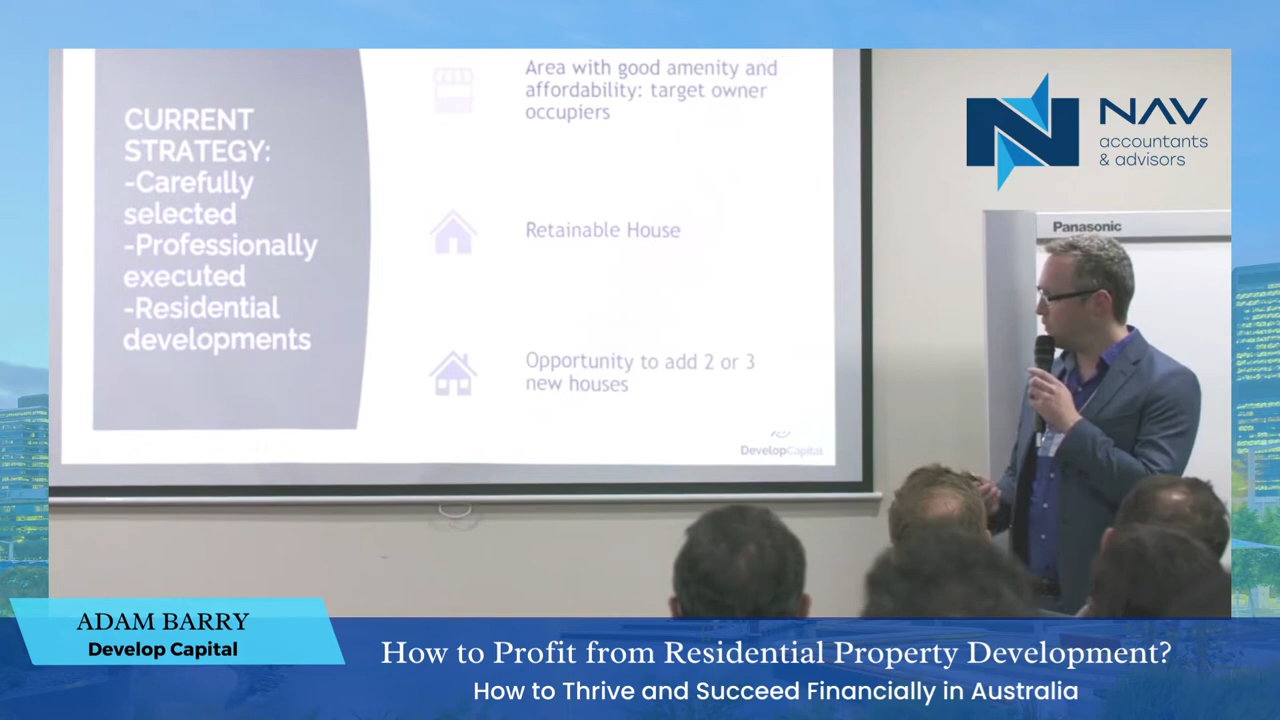 CURRENT
STRATEGY:
-Carefully
selected
-Professionally
executed
-Residential
developments
Area with good amenity and
affordability: target owner
occupiers
Retainable House
Opportunity to add 2 or 3
new houses
DevelopCapital
NAV
accountants
& advisors
Panasonic
ADAM BARRY
Develop Capital
How to Profit from Residential Property Development?
How to Thrive and Succeed Financially in Australia